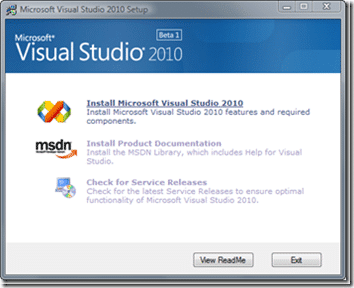 Microsoft Visual Studio 2010 Setup
Beta 1
Microsoft®
Visual Studio® 2010
Install Microsoft Visual Studio 2010
Install Microsoft Visual Studio 2010 features and required
components.
msdn
Install Product Documentation
Install the MSDN Library, which includes Help for Visual
Studio.
Check for Service Releases
Check for the latest Service Releases to ensure optimal
functionality of Microsoft Visual Studio 2010.
View ReadMe
Exit